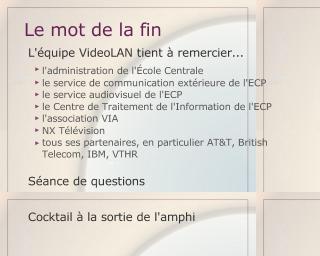 Le mot de la fin
L'équipe VideoLAN tient à remercier...
l'administration de l'École Centrale
le service de communication extérieure de l'ECP
le service audiovisuel de l'ECP
le Centre de Traitement de l'Information de l'ECP
l'association VIA
NX Télévision
tous ses partenaires, en particulier AT&T, British
Telecom, IBM, VTHR
Séance de questions
Cocktail à la sortie de l'amphi